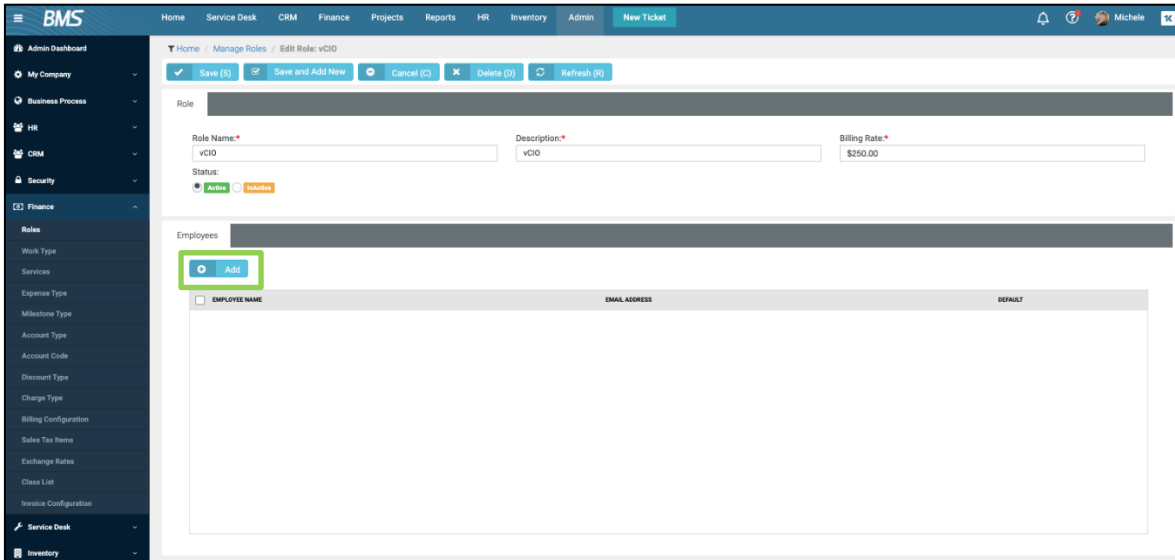 BMS
Home Service Desk CRM Finance Projects Reports HR Inventory Admin New Ticket
Michele
Admin Dashboard
My Company
Business Process
HR
CRM
Security
Finance
Roles
Work Type
Services
Expense Type
Milestone Type
Account Type
Account Code
Discount Type
Charge Type
Billing Configuration
Sales Tax Items
Exchange Rates
Class List
Invoice Configuration
Service Desk
Inventory
Home / Manage Roles / Edit Role: vCIO
Save (S) Save and Add New Cancel (C) Delete (D) Refresh (R)
Role
Role Name:* Description:* Billing Rate:*
vCIO vCIO $250.00
Status:
Active InActive
Employees
Add
EMPLOYEE NAME EMAIL ADDRESS DEFAULT